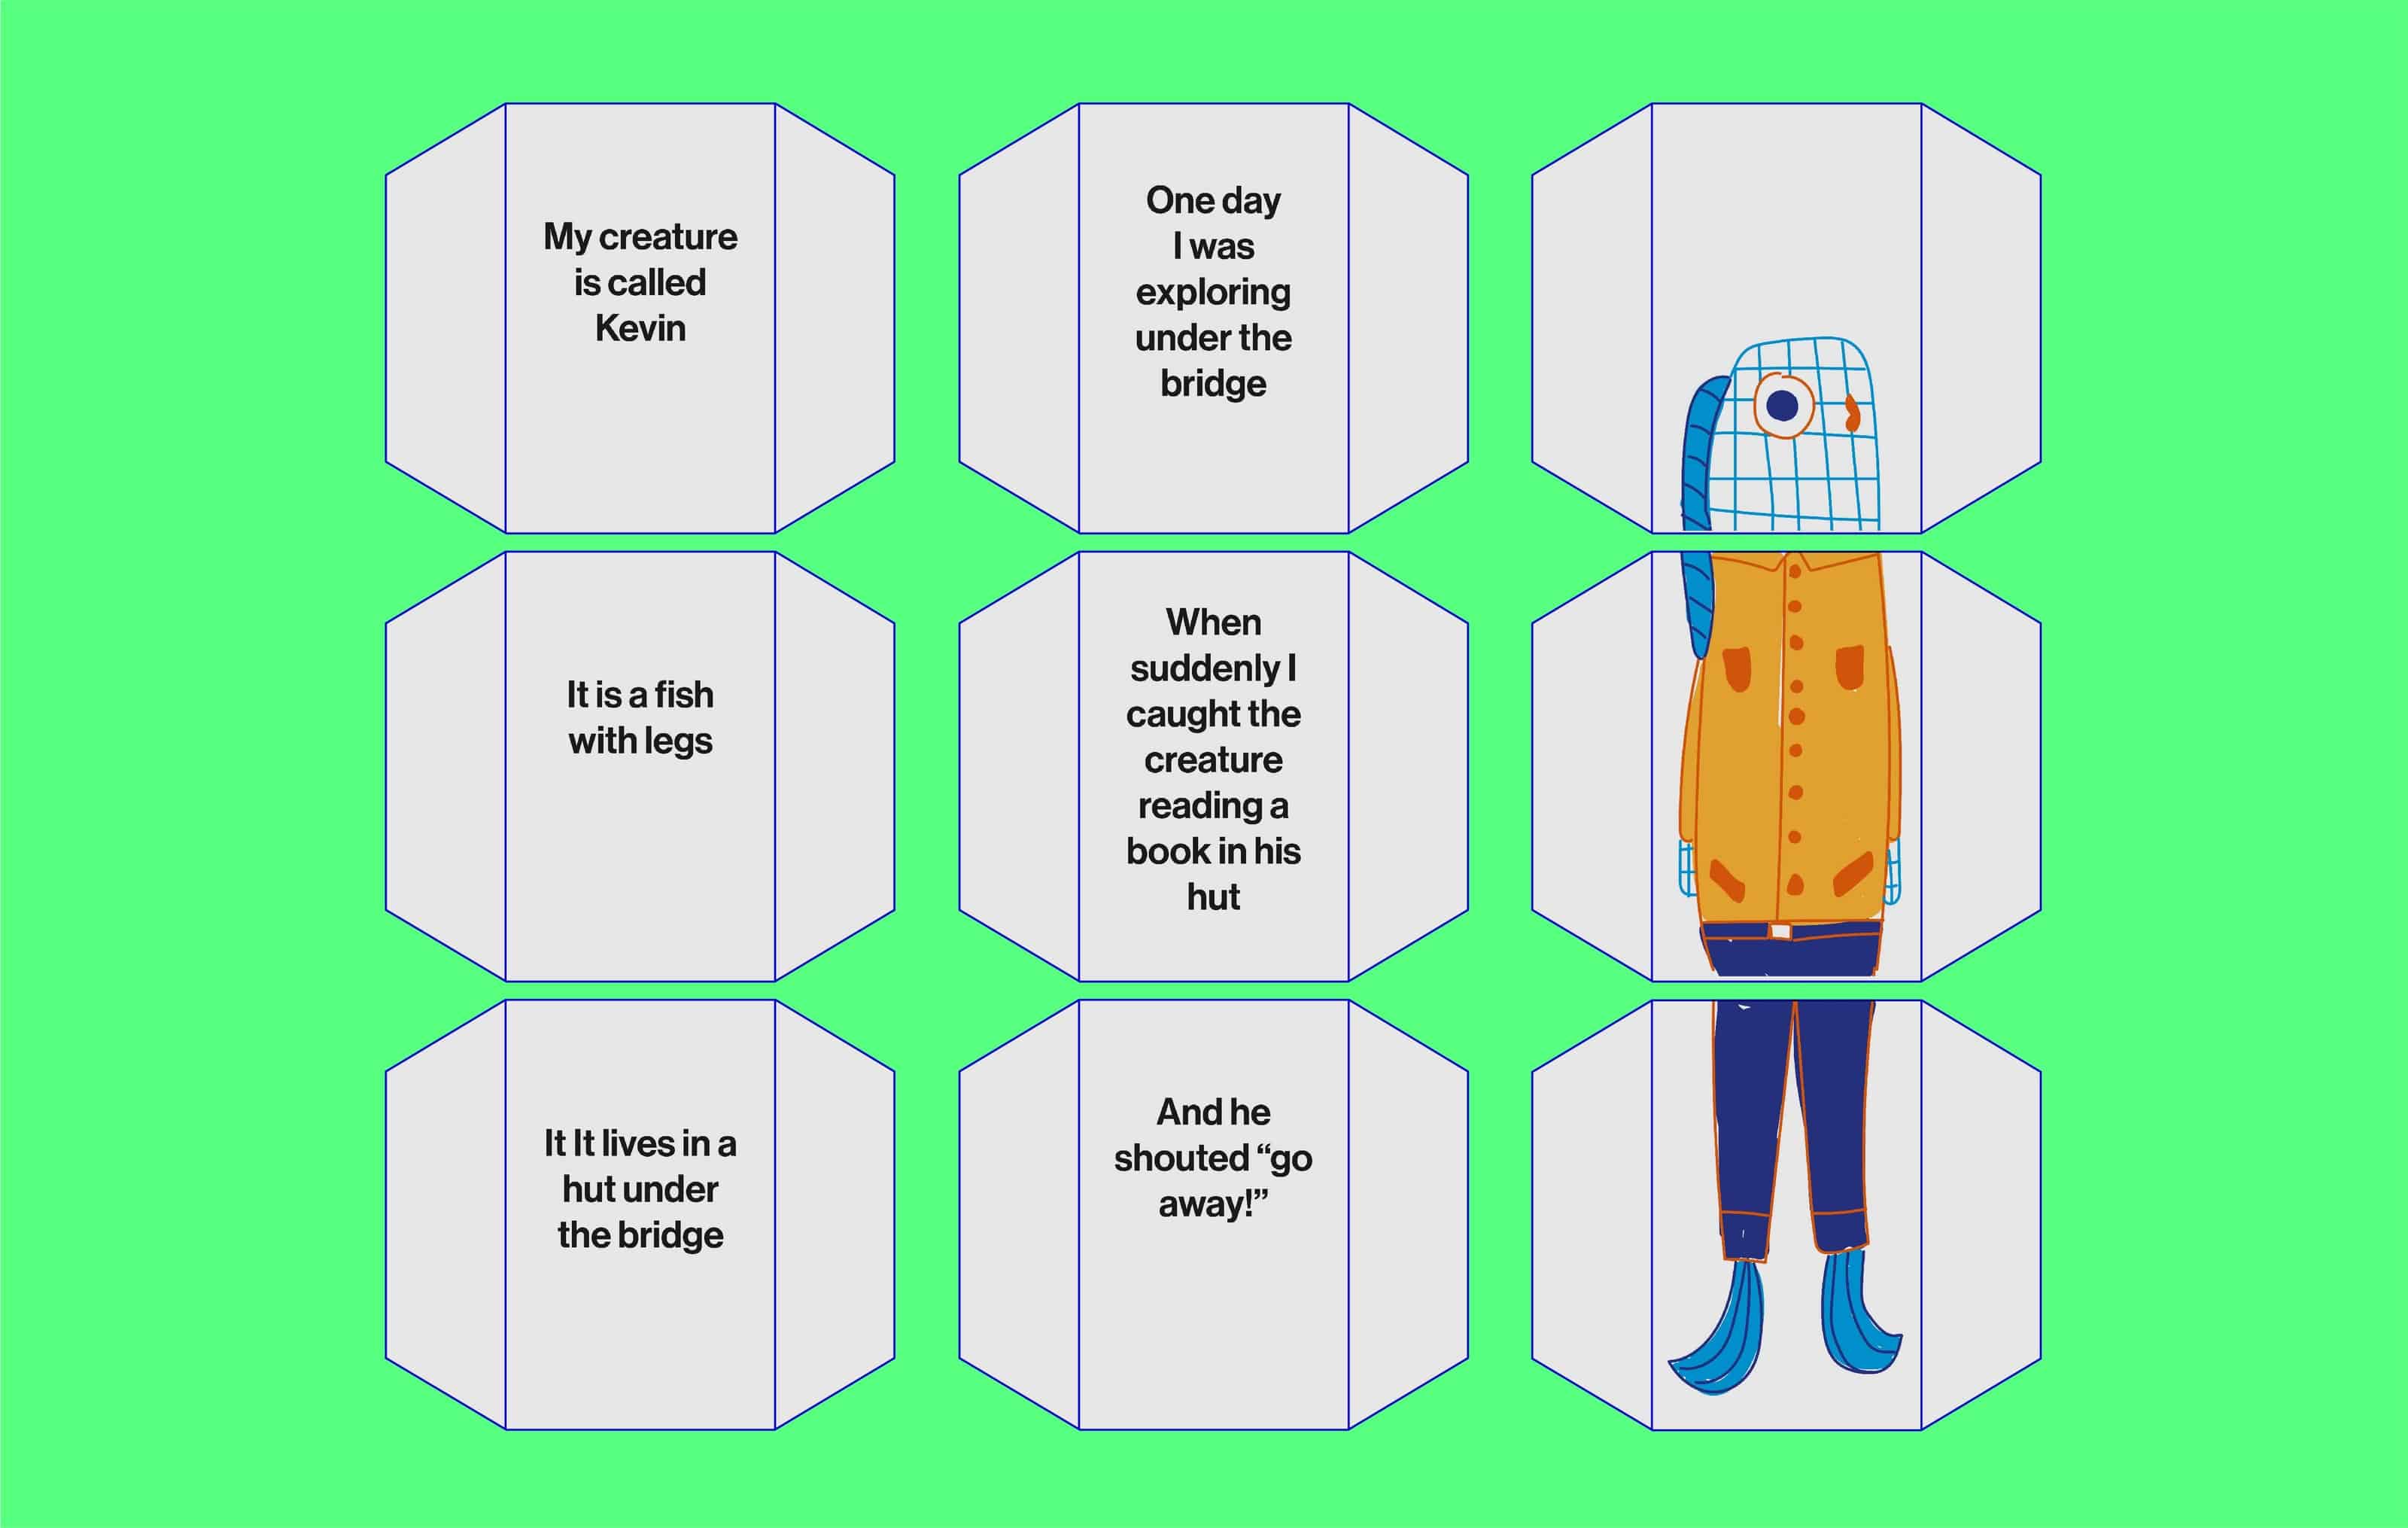 My creature
is called
Kevin
It is a fish
with legs
It It lives in a
hut under
the bridge
One day
I was
exploring
under the
bridge
When
suddenly I
caught the
creature
reading a
book in his
hut
And he
shouted “go
away!”